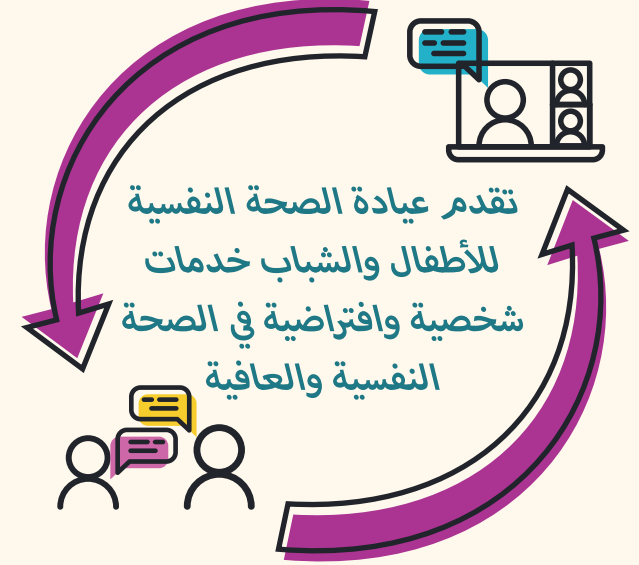 تقدم عيادة الصحة النفسية
للأطفال والشباب خدمات
شخصية وافتراضية في الصحة
النفسية والعافية